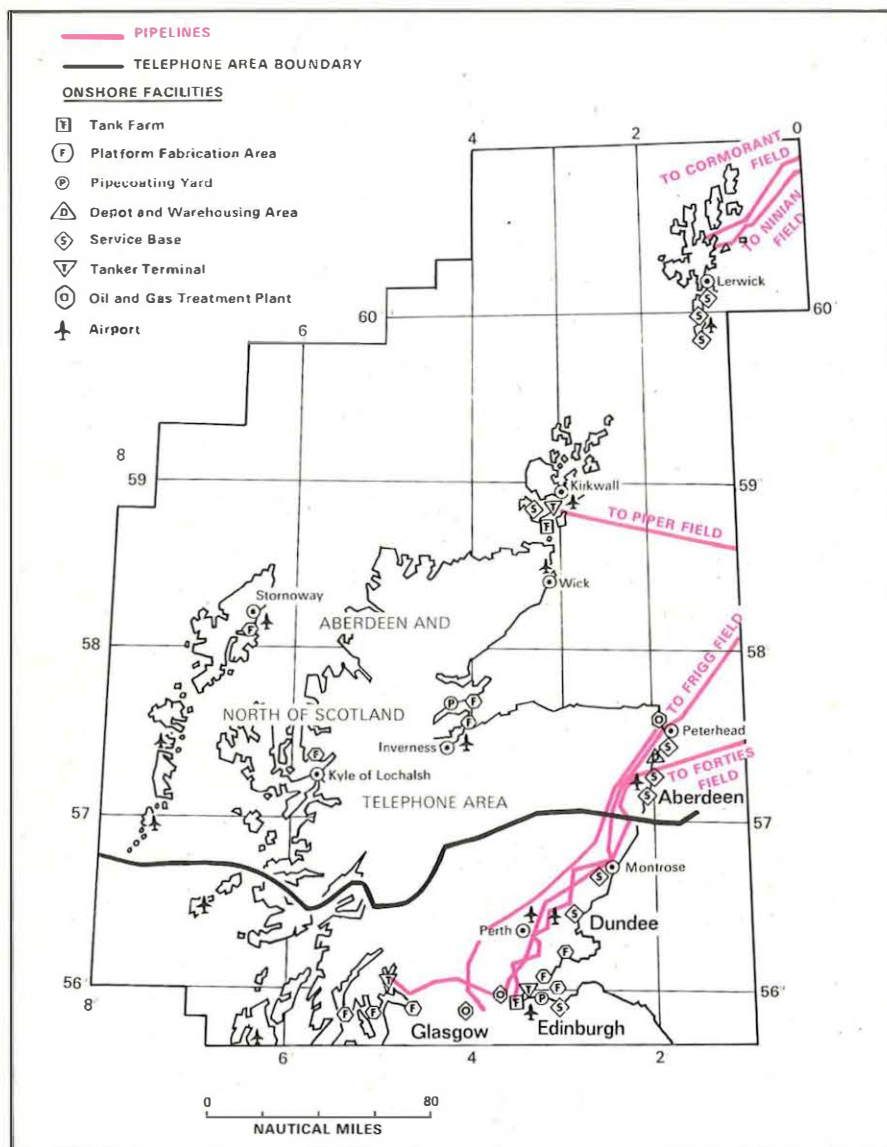 PIPELINES
TELEPHONE AREA BOUNDARY
ONSHORE FACILITIES
F Tank Farm
F Platform Fabrication Area
P Pipecoating Yard
D Depot and Warehousing Area
S Service Base
T Tanker Terminal
O Oil and Gas Treatment Plant
Airport
4
2
0
TO CORMORANT
FIELD
TO NINIAN
FIELD
Lerwick
S
S
S
60
60
6
8
59
59
Kirkwall
S
T
F
TO PIPER FIELD
Wick
Stornoway
F
ABERDEEN AND
58
58
TO FRIGG FIELD
P
F
F
NORTH OF SCOTLAND
Inverness
O
Peterhead
S
D
S
S
TO FORTIES
FIELD
F
Kyle of Lochalsh
TELEPHONE AREA
Aberdeen
57
57
Montrose
S
S
Dundee
Perth
F
56
8
T
F
F
F
O
Glasgow
O
F
T
F
P
F
S
Edinburgh
56
6
4
2
0
80
NAUTICAL MILES